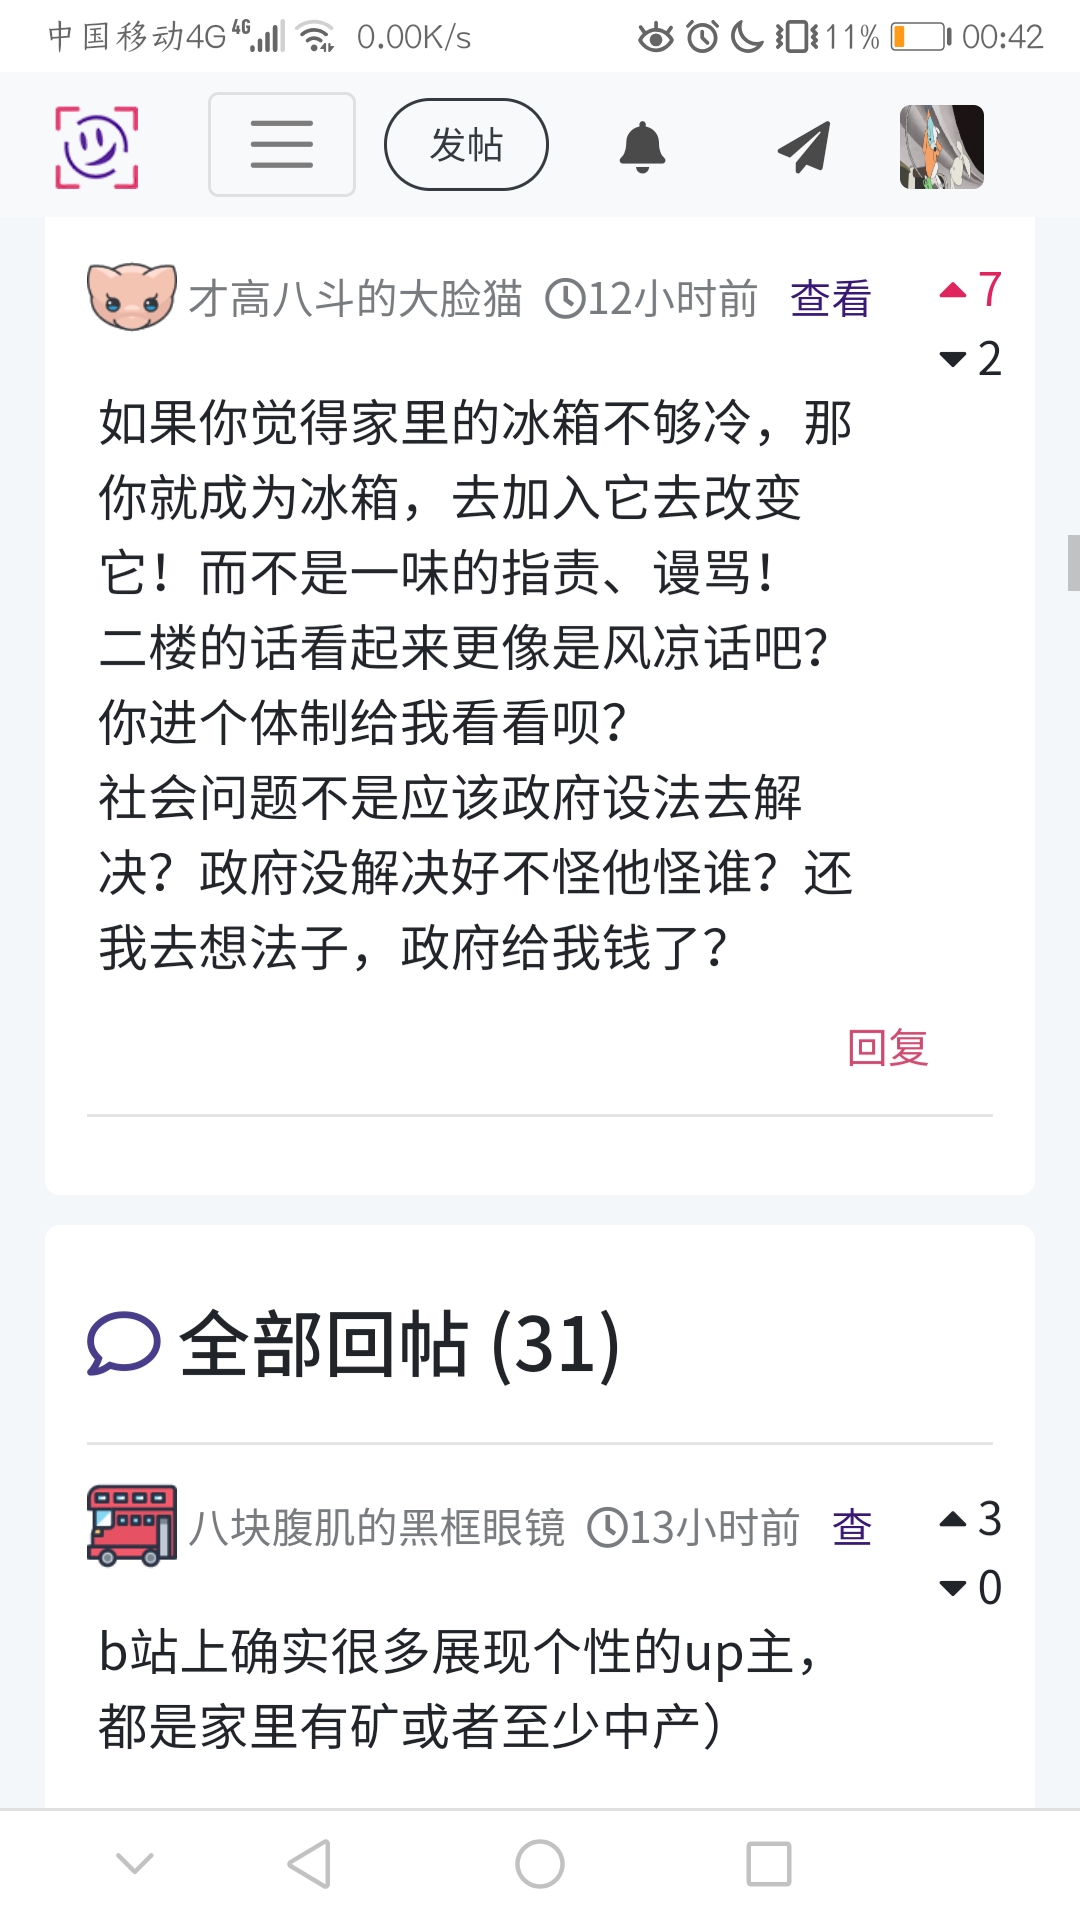 中国移动4G 4G 0.00K/s 11% 00:42
发帖
才高八斗的大脸猫 12小时前 查看 7
2
如果你觉得家里的冰箱不够冷，那
你就成为冰箱，去加入它去改变
它！而不是一味的指责、谩骂！
二楼的话看起来更像是风凉话吧？
你进个体制给我看看呗？
社会问题不是应该政府设法去解
决？政府没解决好不怪他怪谁？还
我去想法子，政府给我钱了？
回复
全部回帖 (31)
八块腹肌的黑框眼镜 13小时前 查 3
0
b站上确实很多展现个性的up主，
都是家里有矿或者至少中产）